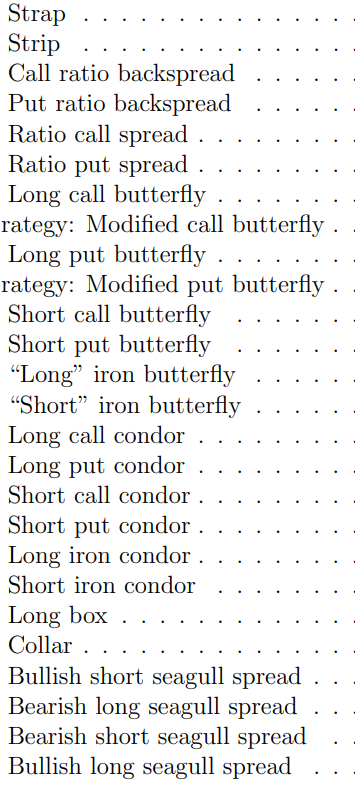 Strap . . . . . . . . . . . . . . .
Strip . . . . . . . . . . . . . . .
Call ratio backspread . . . . . .
Put ratio backspread . . . . . .
Ratio call spread . . . . . . . . .
Ratio put spread . . . . . . . . .
Long call butterfly . . . . . . . .
rategy: Modified call butterfly . .
Long put butterfly . . . . . . . .
rategy: Modified put butterfly . .
Short call butterfly . . . . . . .
Short put butterfly . . . . . . .
“Long” iron butterfly . . . . . .
“Short” iron butterfly . . . . . .
Long call condor . . . . . . . . .
Long put condor . . . . . . . . .
Short call condor . . . . . . . . .
Short put condor . . . . . . . . .
Long iron condor . . . . . . . . .
Short iron condor . . . . . . . .
Long box . . . . . . . . . . . . .
Collar . . . . . . . . . . . . . . .
Bullish short seagull spread . . .
Bearish long seagull spread . . .
Bearish short seagull spread . .
Bullish long seagull spread . . .